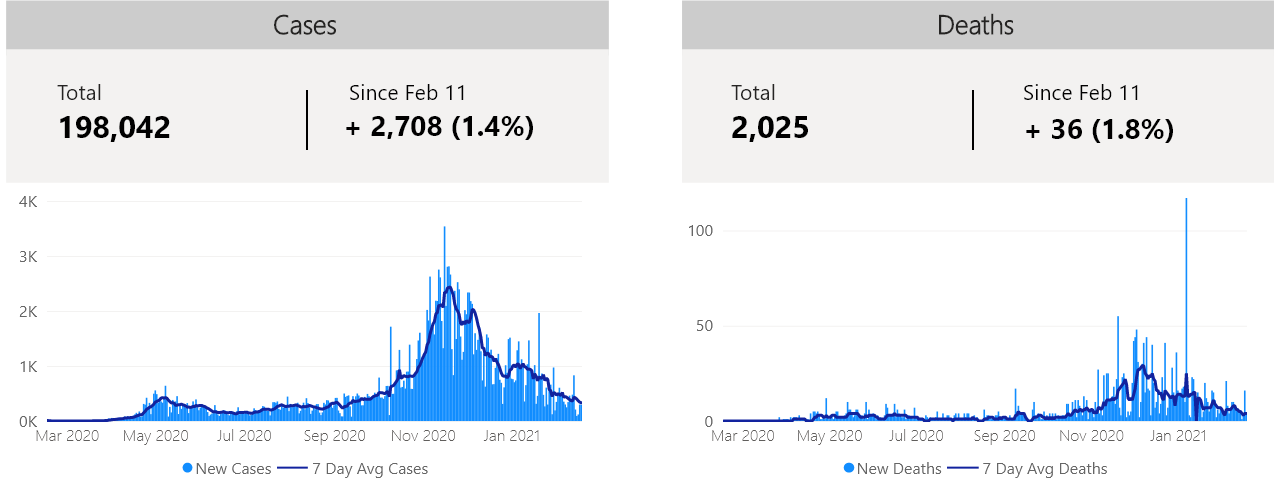 Cases
Total
Since Feb 11
198,042
+ 2,708 (1.4%)
4K
3K
2K
1K
0K
Mar 2020 May 2020 Jul 2020 Sep 2020 Nov 2020 Jan 2021
New Cases 7 Day Avg Cases
Deaths
Total
Since Feb 11
2,025
+ 36 (1.8%)
100
50
0
Mar 2020 May 2020 Jul 2020 Sep 2020 Nov 2020 Jan 2021
New Deaths 7 Day Avg Deaths